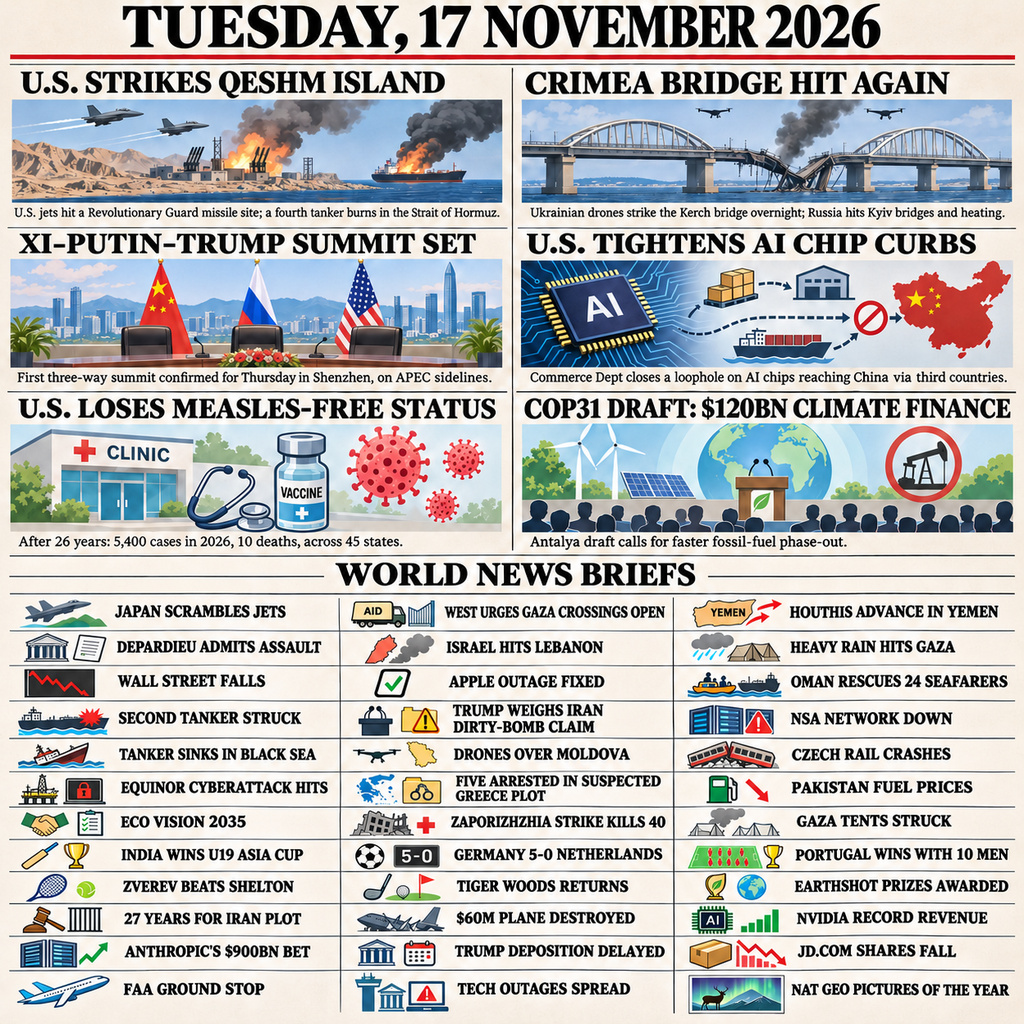 TUESDAY, 17 NOVEMBER 2026
U.S. STRIKES QESHM ISLAND
U.S. jets hit a Revolutionary Guard missile site; a fourth tanker burns in the Strait of Hormuz.
CRIMEA BRIDGE HIT AGAIN
Ukrainian drones strike the Kerch bridge overnight; Russia hits Kyiv bridges and heating.
XI–PUTIN–TRUMP SUMMIT SET
First three-way summit confirmed for Thursday in Shenzhen, on APEC sidelines.
U.S. TIGHTENS AI CHIP CURBS
AI
Commerce Dept closes a loophole on AI chips reaching China via third countries.
U.S. LOSES MEASLES-FREE STATUS
CLINIC
VACCINE
After 26 years: 5,400 cases in 2026, 10 deaths, across 45 states.
COP31 DRAFT: $120BN CLIMATE FINANCE
Antalya draft calls for faster fossil-fuel phase-out.
WORLD NEWS BRIEFS
JAPAN SCRAMBLES JETS
AID
WEST URGES GAZA CROSSINGS OPEN
YEMEN
HOUTHIS ADVANCE IN YEMEN
DEPARDIEU ADMITS ASSAULT
ISRAEL HITS LEBANON
HEAVY RAIN HITS GAZA
WALL STREET FALLS
APPLE OUTAGE FIXED
OMAN RESCUES 24 SEAFARERS
SECOND TANKER STRUCK
TRUMP WEIGHS IRAN
DIRTY-BOMB CLAIM
NSA NETWORK DOWN
TANKER SINKS IN BLACK SEA
DRONES OVER MOLDOVA
CZECH RAIL CRASHES
EQUINOR CYBERATTACK HITS
FIVE ARRESTED IN SUSPECTED
GREECE PLOT
PAKISTAN FUEL PRICES
ECO VISION 2035
ZAPORIZHZHIA STRIKE KILLS 40
GAZA TENTS STRUCK
INDIA WINS U19 ASIA CUP
5-0
GERMANY 5-0 NETHERLANDS
PORTUGAL WINS WITH 10 MEN
ZVEREV BEATS SHELTON
TIGER WOODS RETURNS
EARTHSHOT PRIZES AWARDED
27 YEARS FOR IRAN PLOT
$60M PLANE DESTROYED
AI
NVIDIA RECORD REVENUE
ANTHROPIC'S $900BN BET
TRUMP DEPOSITION DELAYED
JD.COM SHARES FALL
FAA GROUND STOP
TECH OUTAGES SPREAD
NAT GEO PICTURES OF THE YEAR